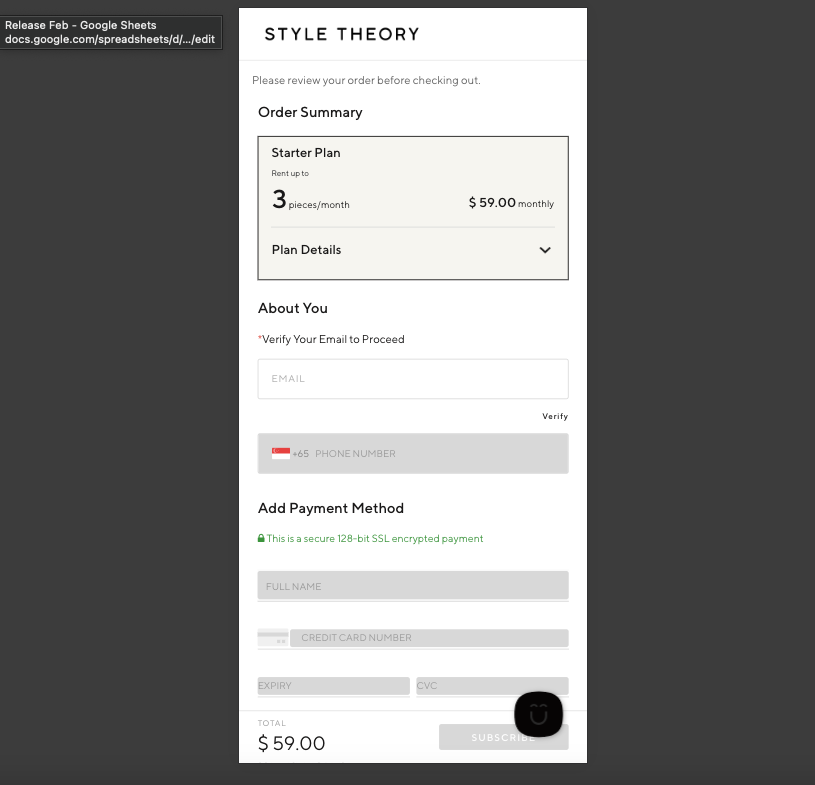 Release Feb - Google Sheets
docs.google.com/spreadsheets/d/.../edit
STYLE THEORY
Please review your order before checking out.
Order Summary
Starter Plan
Rent up to
3 pieces/month $ 59.00 monthly
Plan Details
About You
*Verify Your Email to Proceed
EMAIL
Verify
+65 PHONE NUMBER
Add Payment Method
This is a secure 128-bit SSL encrypted payment
FULL NAME
CREDIT CARD NUMBER
EXPIRY CVC
TOTAL
$ 59.00
SUBSCRIBE